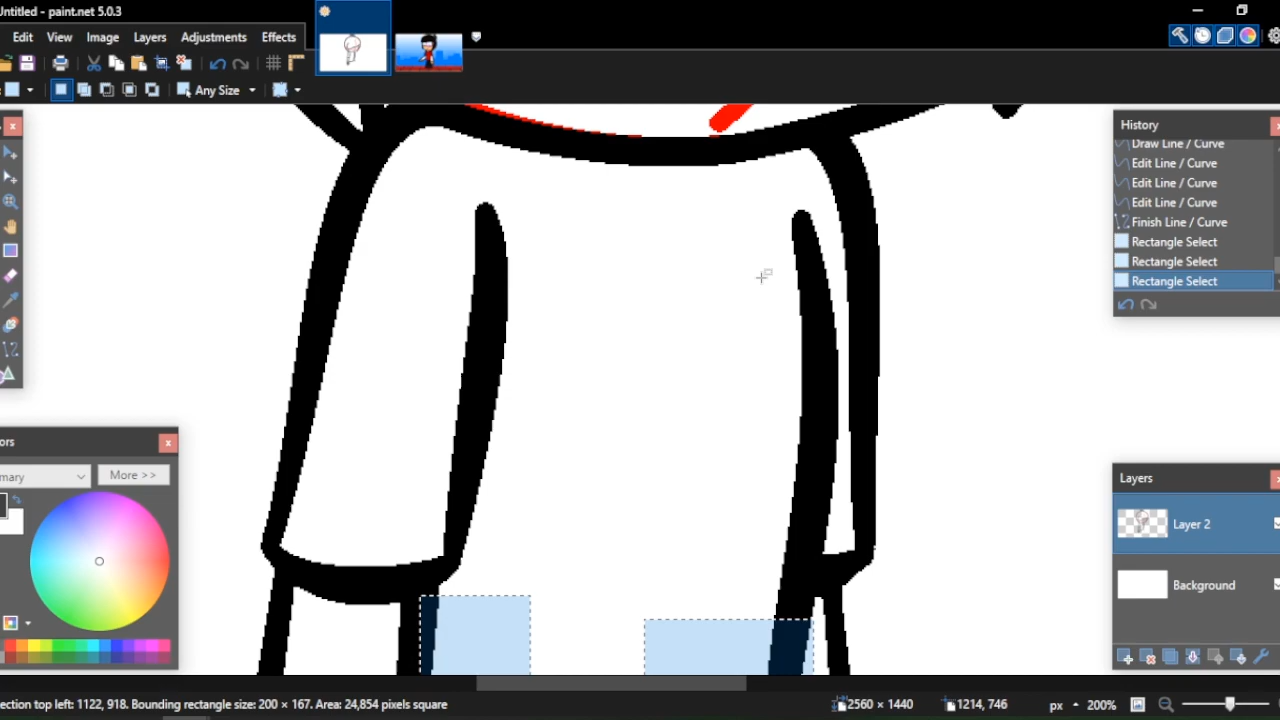 Untitled - paint.net 5.0.3
Edit View Image Layers Adjustments Effects
Any Size
History
Draw Line / Curve
Edit Line / Curve
Edit Line / Curve
Edit Line / Curve
Finish Line / Curve
Rectangle Select
Rectangle Select
Rectangle Select
ors
mary
More >>
Layers
Layer 2
Background
ection top left: 1122, 918. Bounding rectangle size: 200 × 167. Area: 24,854 pixels square
2560 × 1440
1214, 746
px
200%